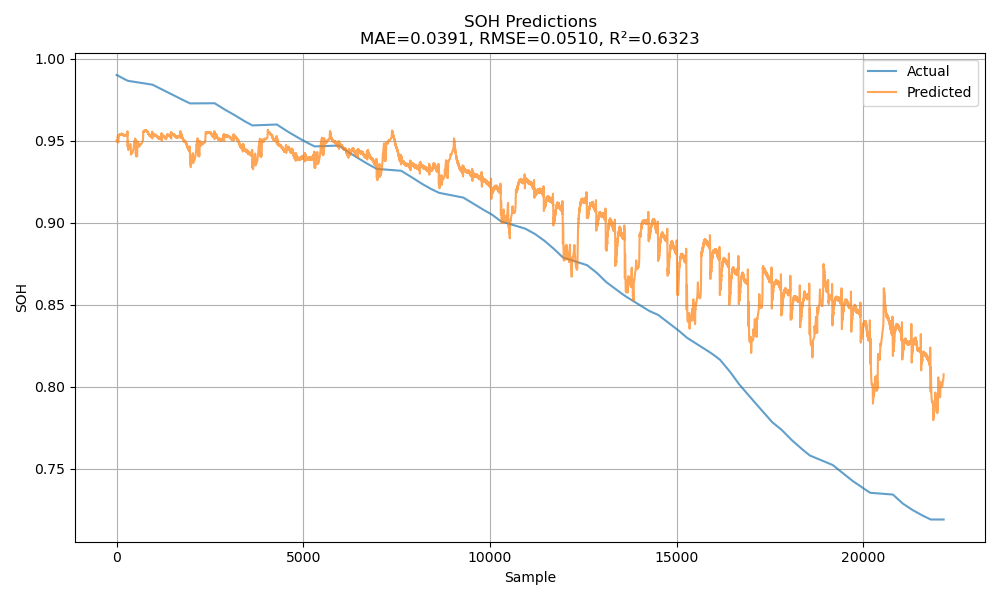 SOH Predictions
MAE=0.0391, RMSE=0.0510, R²=0.6323
Actual
Predicted
1.00
0.95
0.90
0.85
0.80
0.75
SOH
0
5000
10000
15000
20000
Sample